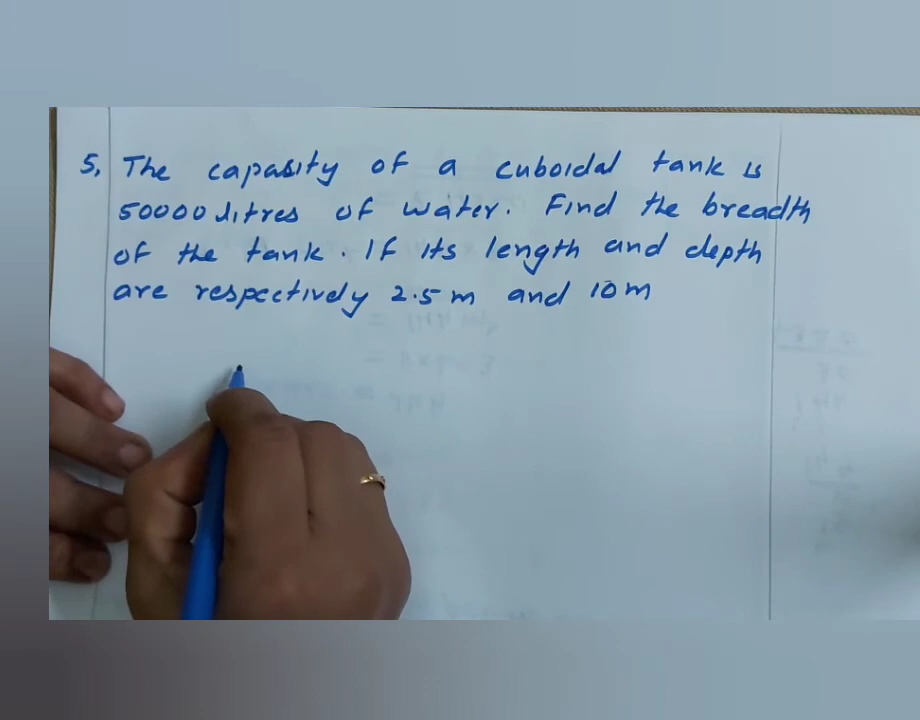 5, The capasity of a cuboidal tank is
50000 litres of water. Find the breadth
of the tank. If its length and depth
are respectively 2.5 m and 10 m